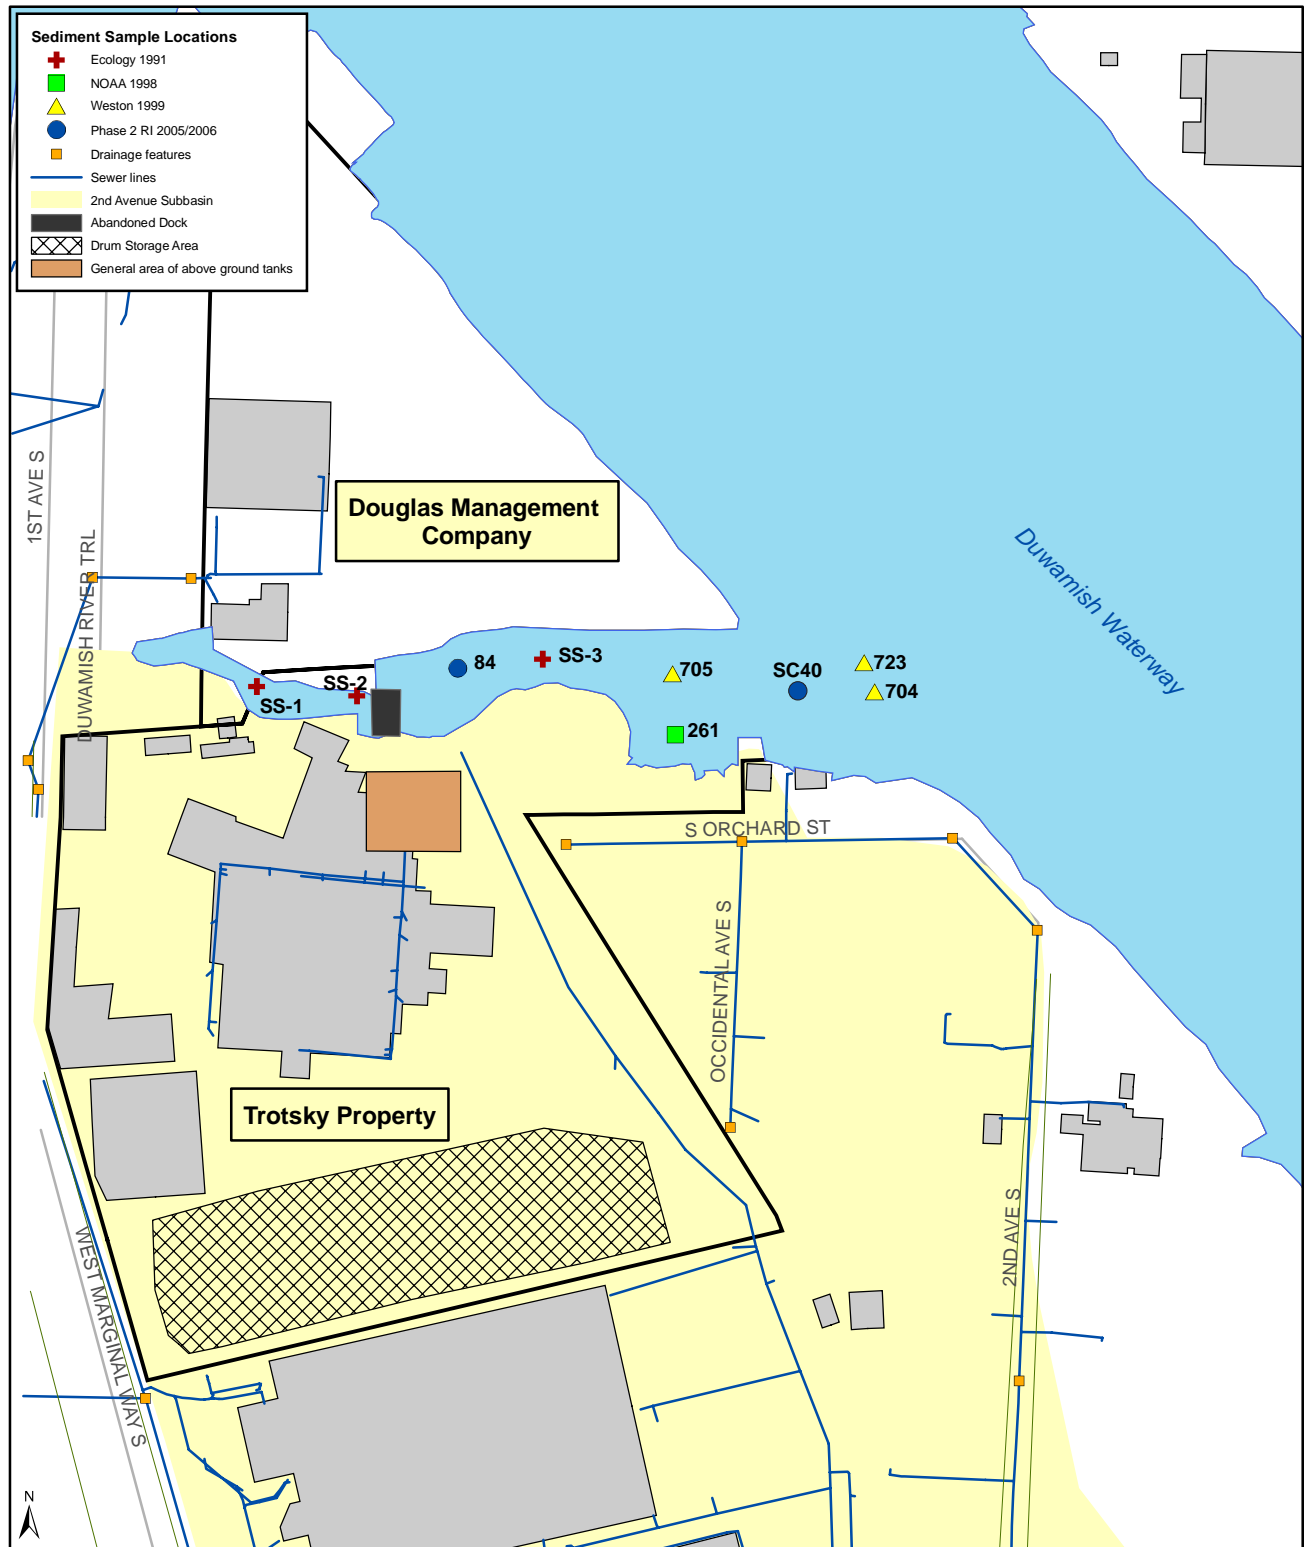 Sediment Sample Locations
Ecology 1991
NOAA 1998
Weston 1999
Phase 2 RI 2005/2006
Drainage features
Sewer lines
2nd Avenue Subbasin
Abandoned Dock
Drum Storage Area
General area of above ground tanks
1ST AVE S
DUWAMISH RIVER TRL
Douglas Management
Company
Duwamish Waterway
SS-1
SS-2
84
SS-3
705
261
SC40
723
704
S ORCHARD ST
OCCIDENTAL AVE S
Trotsky Property
2ND AVE S
WEST MARGINAL WAY S
N